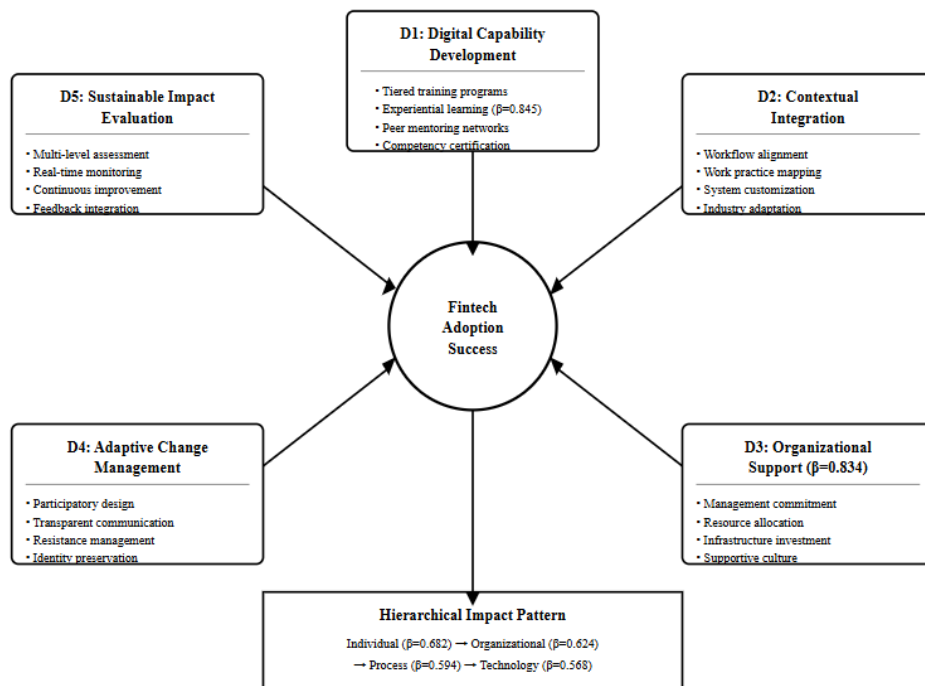 D1: Digital Capability
Development
• Tiered training programs
• Experiential learning (β=0.845)
• Peer mentoring networks
• Competency certification
D5: Sustainable Impact
Evaluation
• Multi-level assessment
• Real-time monitoring
• Continuous improvement
• Feedback integration
D2: Contextual
Integration
• Workflow alignment
• Work practice mapping
• System customization
• Industry adaptation
Fintech
Adoption
Success
D4: Adaptive Change
Management
• Participatory design
• Transparent communication
• Resistance management
• Identity preservation
D3: Organizational
Support (β=0.834)
• Management commitment
• Resource allocation
• Infrastructure investment
• Supportive culture
Hierarchical Impact Pattern
Individual (β=0.682) → Organizational (β=0.624)
→ Process (β=0.594) → Technology (β=0.568)